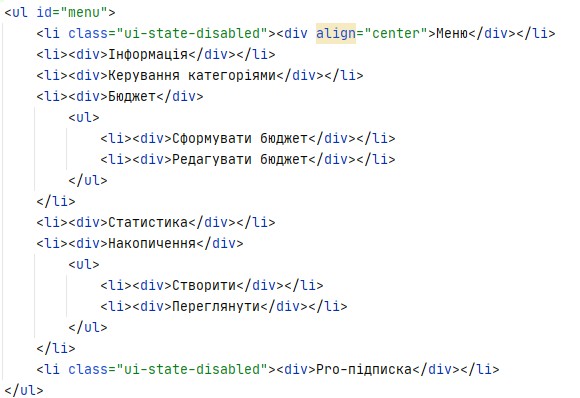 <ul id="menu">
    <li class="ui-state-disabled"><div align="center">Меню</div></li>
    <li><div>Інформація</div></li>
    <li><div>Керування категоріями</div></li>
    <li><div>Бюджет</div>
        <ul>
            <li><div>Сформувати бюджет</div></li>
            <li><div>Редагувати бюджет</div></li>
        </ul>
    </li>
    <li><div>Статистика</div></li>
    <li><div>Накопичення</div>
        <ul>
            <li><div>Створити</div></li>
            <li><div>Переглянути</div></li>
        </ul>
    </li>
    <li class="ui-state-disabled"><div>Pro-підписка</div></li>
</ul>